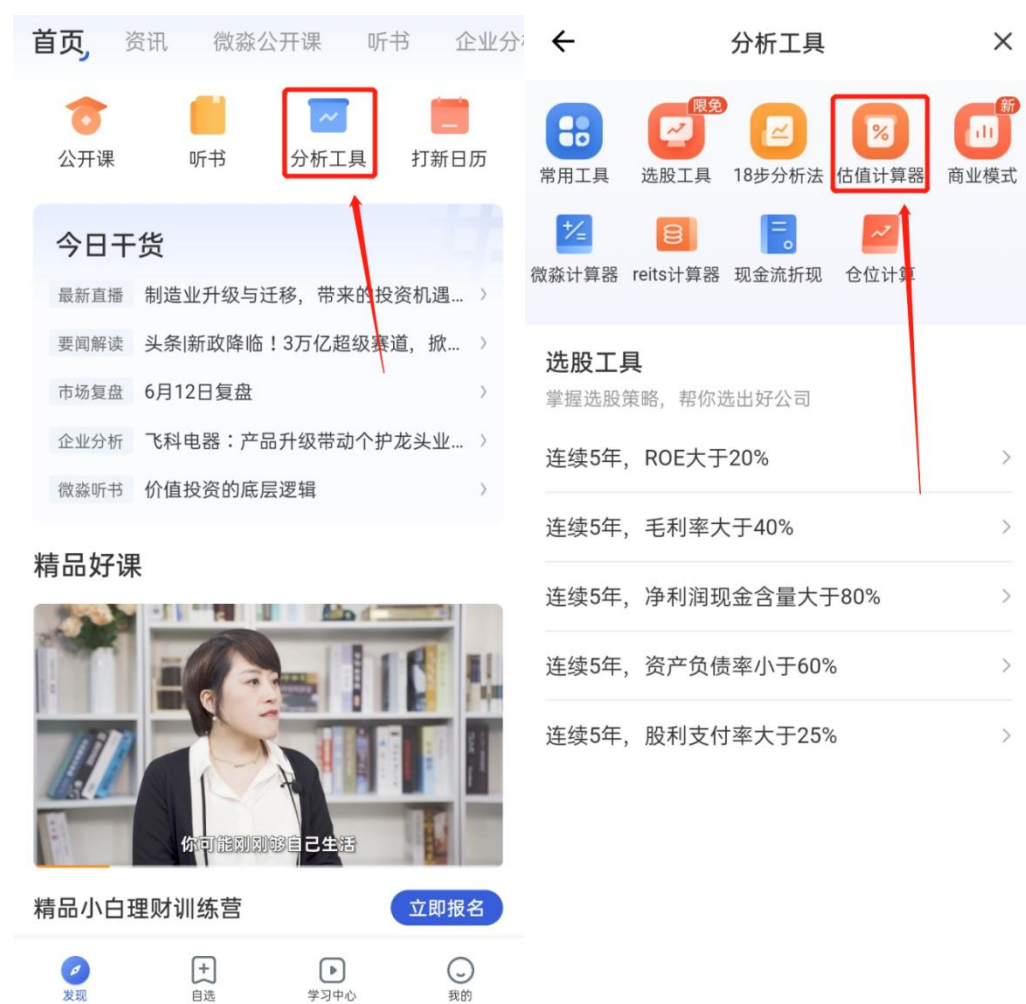 首页
资讯
微淼公开课
听书
企业分
公开课
听书
分析工具
打新日历
今日干货
最新直播 制造业升级与迁移，带来的投资机遇...
要闻解读 头条|新政降临！3万亿超级赛道，掀...
市场复盘 6月12日复盘
企业分析 飞科电器：产品升级带动个护龙头业...
微淼听书 价值投资的底层逻辑
精品好课
你可能刚刚够自己生活
精品小白理财训练营
立即报名
发现
自选
学习中心
我的
分析工具
限免
新
常用工具
选股工具
18步分析法
估值计算器
商业模式
微淼计算器
reits计算器
现金流折现
仓位计算
选股工具
掌握选股策略，帮你选出好公司
连续5年，ROE大于20%
连续5年，毛利率大于40%
连续5年，净利润现金含量大于80%
连续5年，资产负债率小于60%
连续5年，股利支付率大于25%